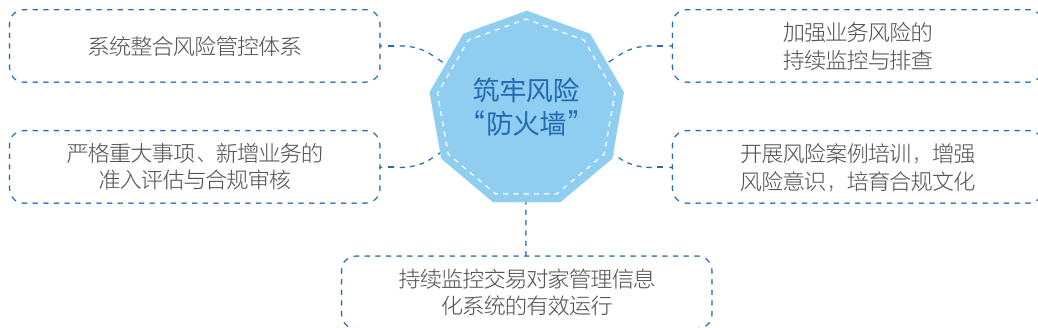 系统整合风险管控体系
加强业务风险的
持续监控与排查
筑牢风险
“防火墙”
严格重大事项、新增业务的
准入评估与合规审核
开展风险案例培训，增强
风险意识，培育合规文化
持续监控交易对家管理信息
化系统的有效运行